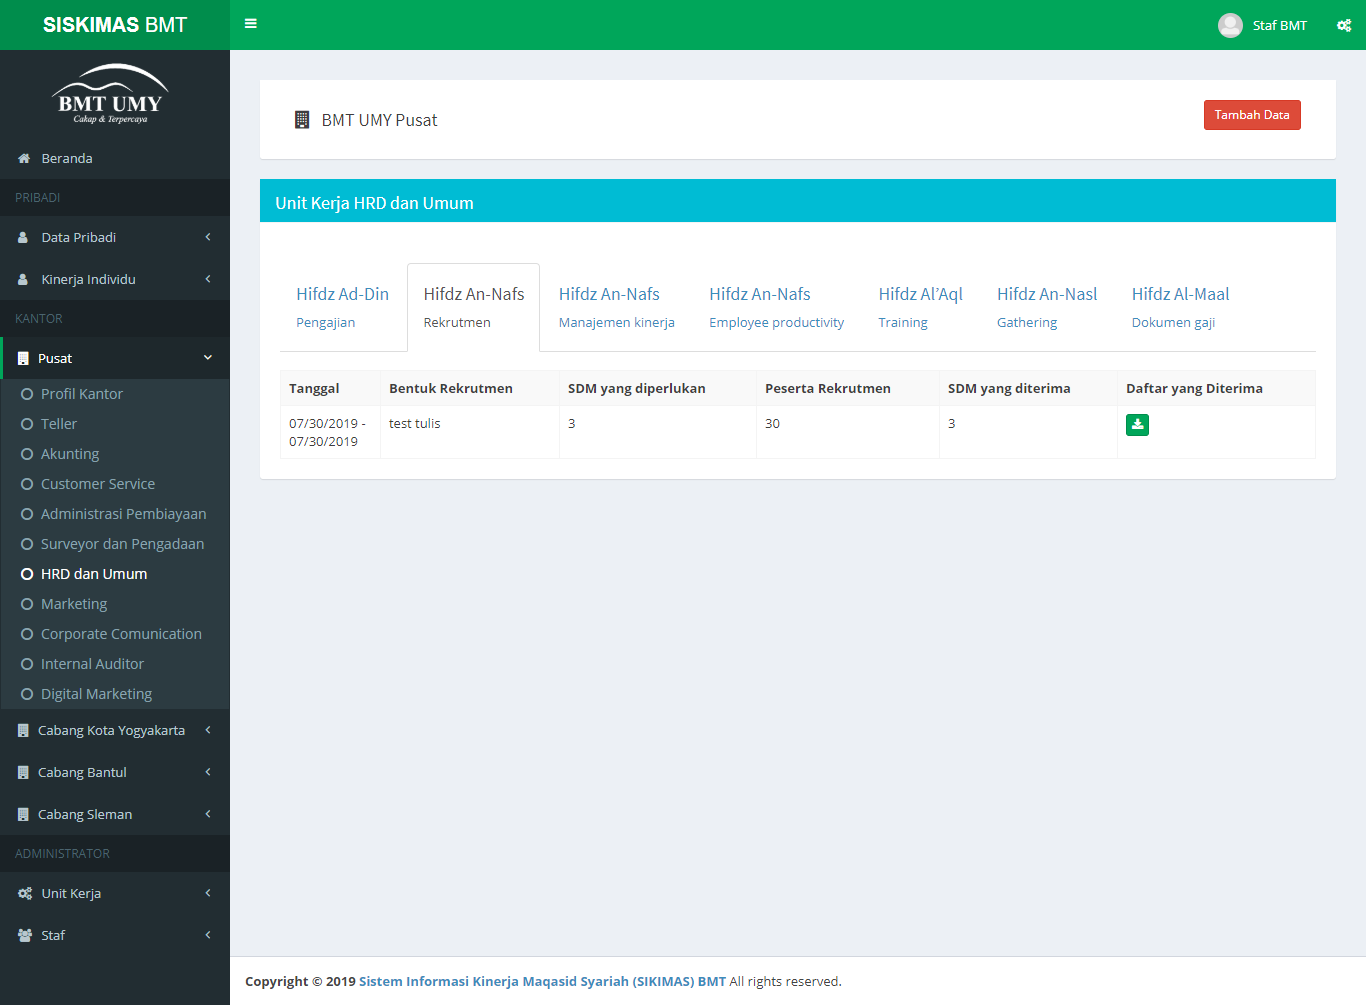 SISKIMAS BMT
Staf BMT
BMT UMY
Cakap & Terpercaya
Beranda
PRIBADI
Data Pribadi
Kinerja Individu
KANTOR
Pusat
Profil Kantor
Teller
Akunting
Customer Service
Administrasi Pembiayaan
Surveyor dan Pengadaan
HRD dan Umum
Marketing
Corporate Comunication
Internal Auditor
Digital Marketing
Cabang Kota Yogyakarta
Cabang Bantul
Cabang Sleman
ADMINISTRATOR
Unit Kerja
Staf
BMT UMY Pusat
Tambah Data
Unit Kerja HRD dan Umum
Hifdz Ad-Din
Pengajian
Hifdz An-Nafs
Rekrutmen
Hifdz An-Nafs
Manajemen kinerja
Hifdz An-Nafs
Employee productivity
Hifdz Al’Aql
Training
Hifdz An-Nasl
Gathering
Hifdz Al-Maal
Dokumen gaji
Tanggal Bentuk Rekrutmen SDM yang diperlukan Peserta Rekrutmen SDM yang diterima Daftar yang Diterima
07/30/2019 - test tulis 3 30 3
07/30/2019
Copyright © 2019 Sistem Informasi Kinerja Maqasid Syariah (SIKIMAS) BMT All rights reserved.